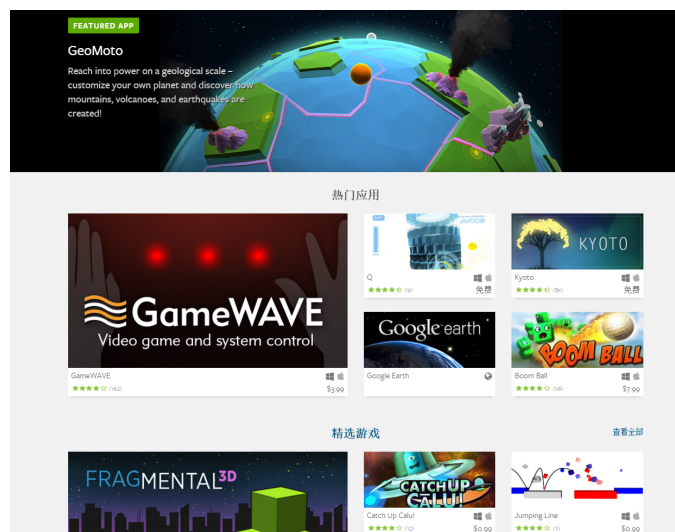 FEATURED APP
GeoMoto
Reach into power on a geological scale –
customize your own planet and discover how
mountains, volcanoes, and earthquakes are
created!
热门应用
GameWAVE
Video game and system control
GameWAVE
$3.99
Q
免费
KYOTO
Kyoto
免费
Google earth
Google Earth
BOOM BALL
Boom Ball
$7.99
精选游戏
查看全部
FRAGMENTAL3D
CATCHUP
CALU!
Catch Up Calu!
$0.99
Jumping Line
$0.99